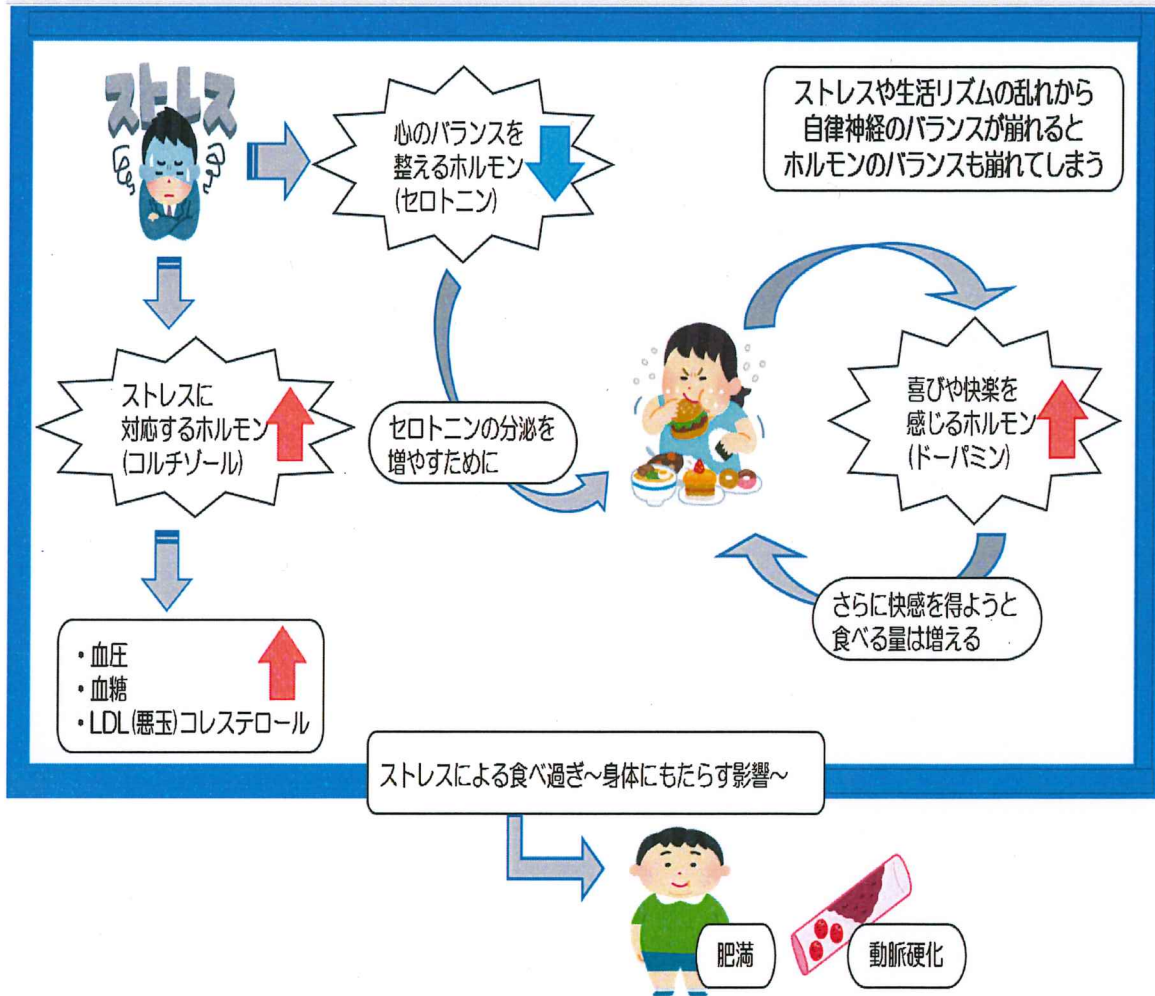 ストレス
心のバランスを
整えるホルモン
(セロトニン)
ストレスや生活リズムの乱れから
自律神経のバランスが崩れると
ホルモンのバランスも崩れてしまう
ストレスに
対応するホルモン
(コルチゾール)
セロトニンの分泌を
増やすために
喜びや快楽を
感じるホルモン
(ドーパミン)
さらに快感を得ようと
食べる量は増える
・血圧
・血糖
・LDL(悪玉)コレステロール
ストレスによる食べ過ぎ～身体にもたらす影響～
肥満
動脈硬化